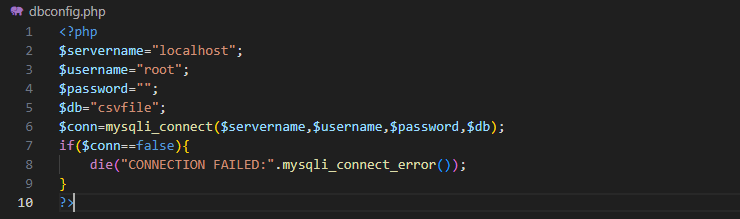 dbconfig.php
1 <?php
2 $servername="localhost";
3 $username="root";
4 $password="";
5 $db="csvfile";
6 $conn=mysqli_connect($servername,$username,$password,$db);
7 if($conn==false){
8     die("CONNECTION FAILED:".mysqli_connect_error());
9 }
10 ?>